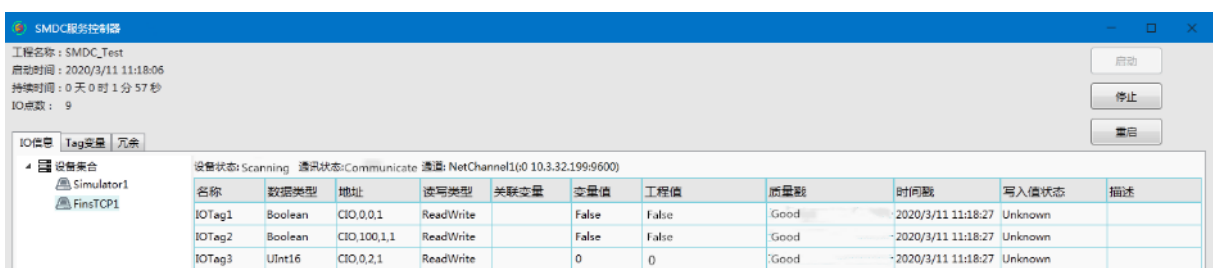 SMDC服务控制器
工程名称：SMDC_Test
启动时间：2020/3/11 11:18:06
持续时间：0 天 0 时 1 分 57 秒
IO点数： 9
启动
停止
重启
IO信息 Tag变量 冗余
设备集合
Simulator1
FinsTCP1
设备状态: Scanning 通讯状态:Communicate 通道: NetChannel1(:0 10.3.32.199:9600)
名称 数据类型 地址 读写类型 关联变量 变量值 工程值 质量戳 时间戳 写入值状态 描述
IOTag1 Boolean CIO,0,0,1 ReadWrite False False Good 2020/3/11 11:18:27 Unknown
IOTag2 Boolean CIO,100,1,1 ReadWrite False False Good 2020/3/11 11:18:27 Unknown
IOTag3 UInt16 CIO,0,2,1 ReadWrite 0 0 Good 2020/3/11 11:18:27 Unknown